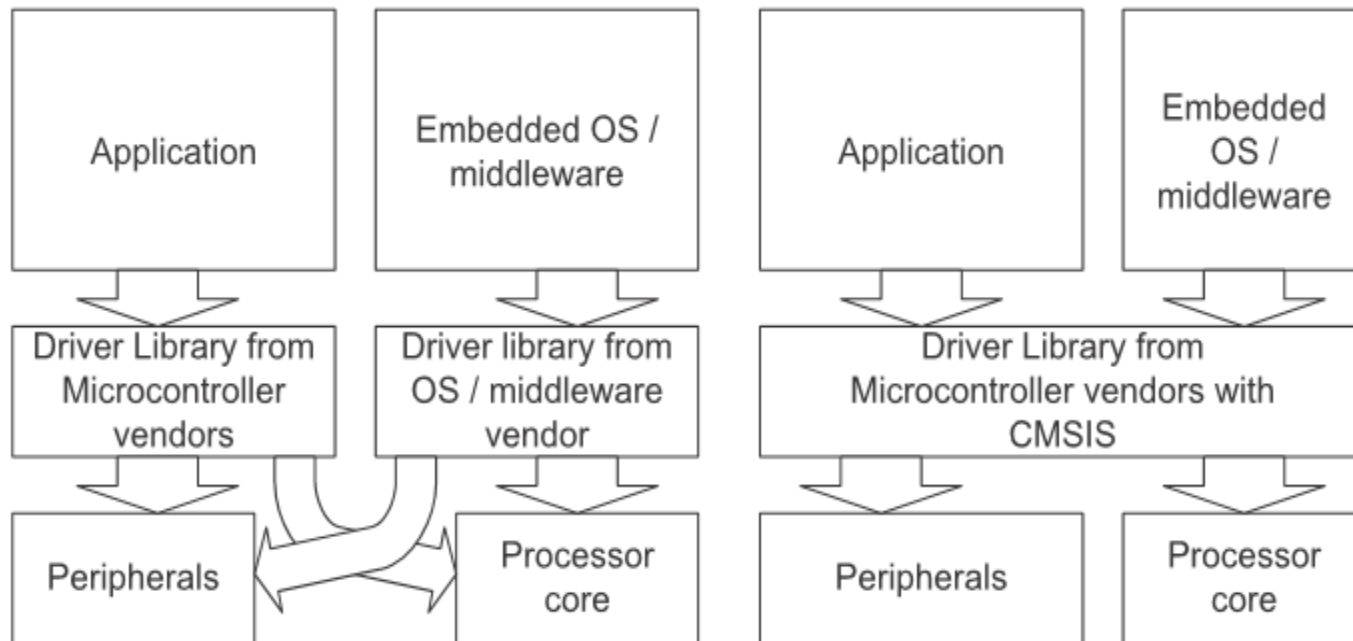 Application
Embedded OS /
middleware
Application
Embedded
OS /
middleware
Driver Library from
Microcontroller
vendors
Driver library from
OS / middleware
vendor
Driver Library from
Microcontroller vendors with
CMSIS
Peripherals
Processor
core
Peripherals
Processor
core